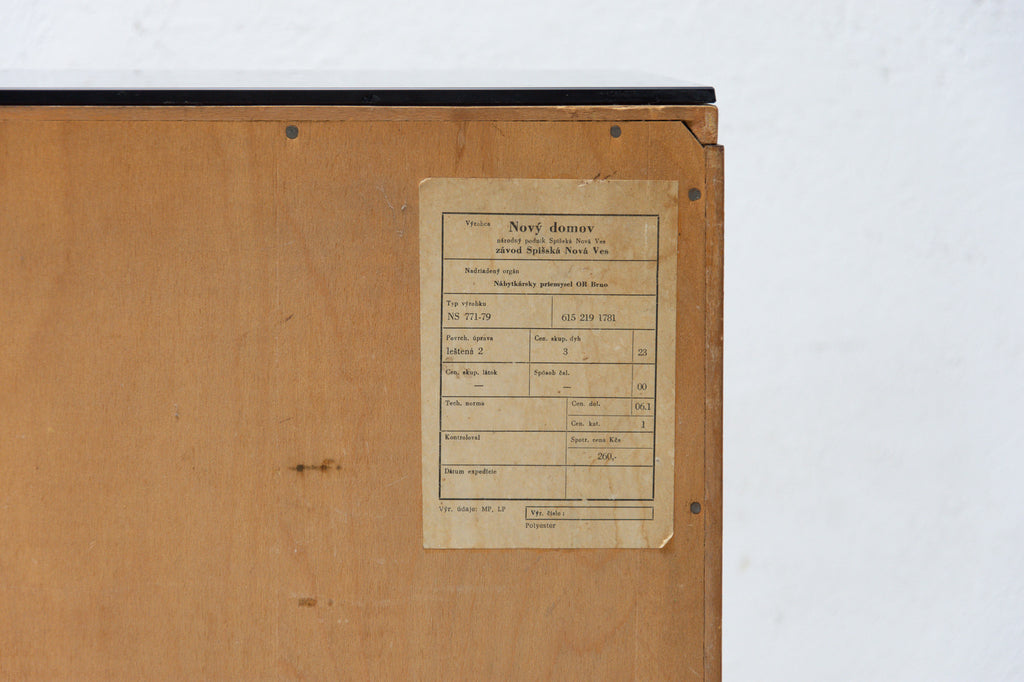 Výrobca Nový domov
národný podnik Spišská Nová Ves
závod Spišská Nová Ves
Nadriadený orgán
Nábytkársky priemysel OR Brno
Typ výrobku
NS 771-79 615 219 1781
Povrch. úprava Cen. skup. dyh
leštená 2 3 23
Cen. skup. látok Spôsob čal.
— — 00
Tech. norma Cen. diel. 06.1
Cen. kat. 1
Kontroloval Spotr. cena Kčs
260,-
Dátum expedície
Výr. údaje: MP, LP Výr. číslo :
Polyester